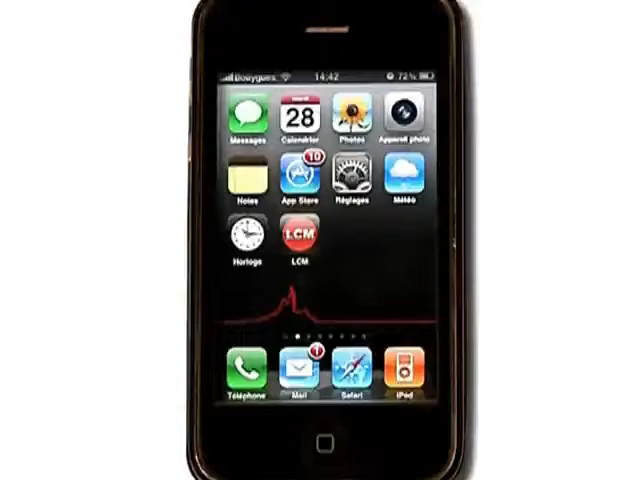 Bouygues 14:42 72%
28
Messages Calendrier Photos Appareil photo
10
Notes App Store Réglages Météo
LCM
Horloge LCM
1
Téléphone Mail Safari iPod